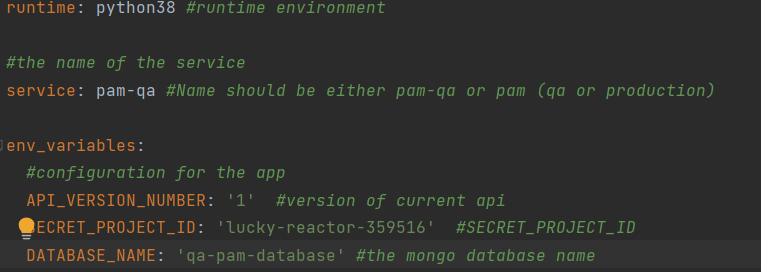 runtime: python38 #runtime environment
#the name of the service
service: pam-qa #Name should be either pam-qa or pam (qa or production)
env_variables:
#configuration for the app
API_VERSION_NUMBER: '1' #version of current api
ECRET_PROJECT_ID: 'lucky-reactor-359516' #SECRET_PROJECT_ID
DATABASE_NAME: 'qa-pam-database' #the mongo database name